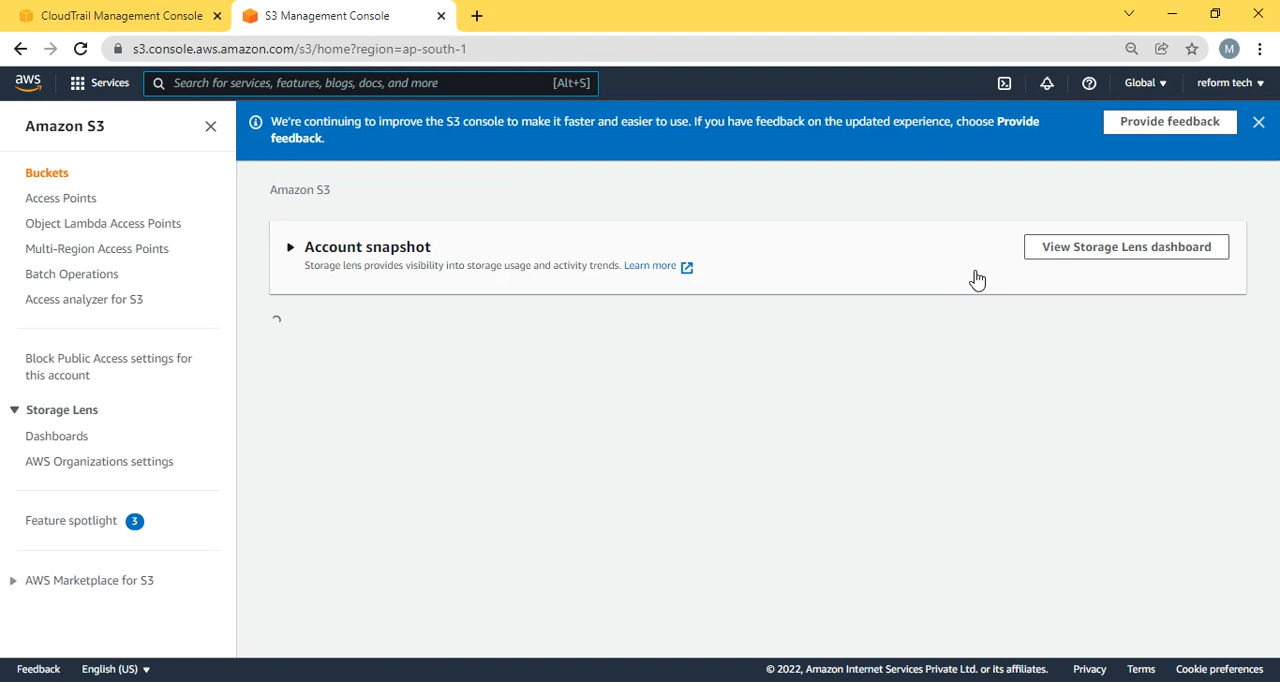 CloudTrail Management Console
S3 Management Console
s3.console.aws.amazon.com/s3/home?region=ap-south-1
M
aws
Services
Search for services, features, blogs, docs, and more
[Alt+S]
Global
reform tech
Amazon S3
Buckets
Access Points
Object Lambda Access Points
Multi-Region Access Points
Batch Operations
Access analyzer for S3
Block Public Access settings for
this account
Storage Lens
Dashboards
AWS Organizations settings
Feature spotlight 3
AWS Marketplace for S3
We're continuing to improve the S3 console to make it faster and easier to use. If you have feedback on the updated experience, choose Provide
feedback.
Provide feedback
Amazon S3
Account snapshot
Storage lens provides visibility into storage usage and activity trends. Learn more
View Storage Lens dashboard
Feedback
English (US)
© 2022, Amazon Internet Services Private Ltd. or its affiliates.
Privacy
Terms
Cookie preferences